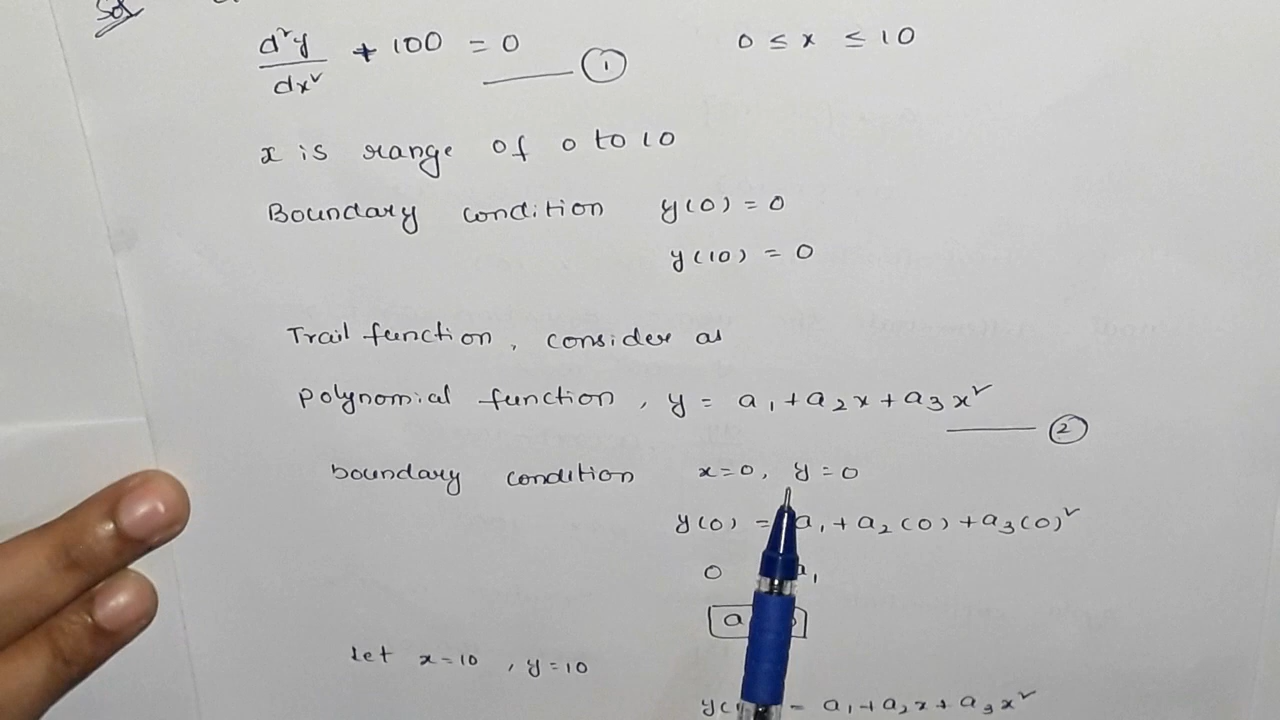 Sol
d²y/dx² + 100 = 0 ——— ① 0 ≤ x ≤ 10
x is range of 0 to 10
Boundary condition y(0) = 0
y(10) = 0
Trail function, consider as
polynomial function, y = a₁ + a₂x + a₃x² ——— ②
boundary condition x=0, y=0
y(0) = a₁ + a₂(0) + a₃(0)²
0 a₁
a
let x=10, y=10
= a₁ + a₂x + a₃x²